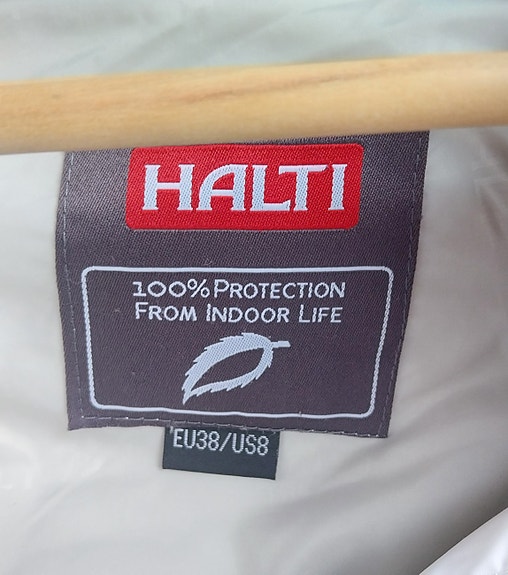 HALTI
100% PROTECTION
FROM INDOOR LIFE
EU38/US8